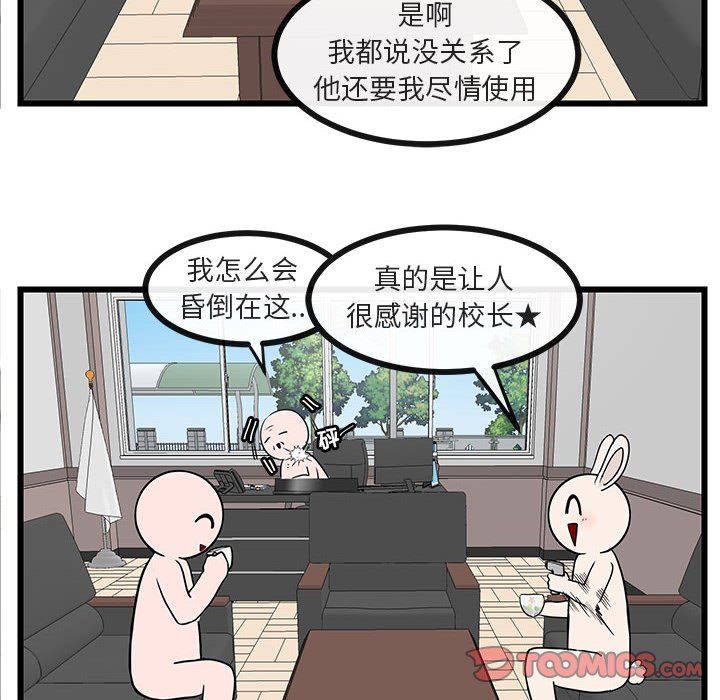 是啊
我都说没关系了
他还要我尽情使用
我怎么会
昏倒在这..
真的是让人
很感谢的校长★
砰
TOOMICS.COM